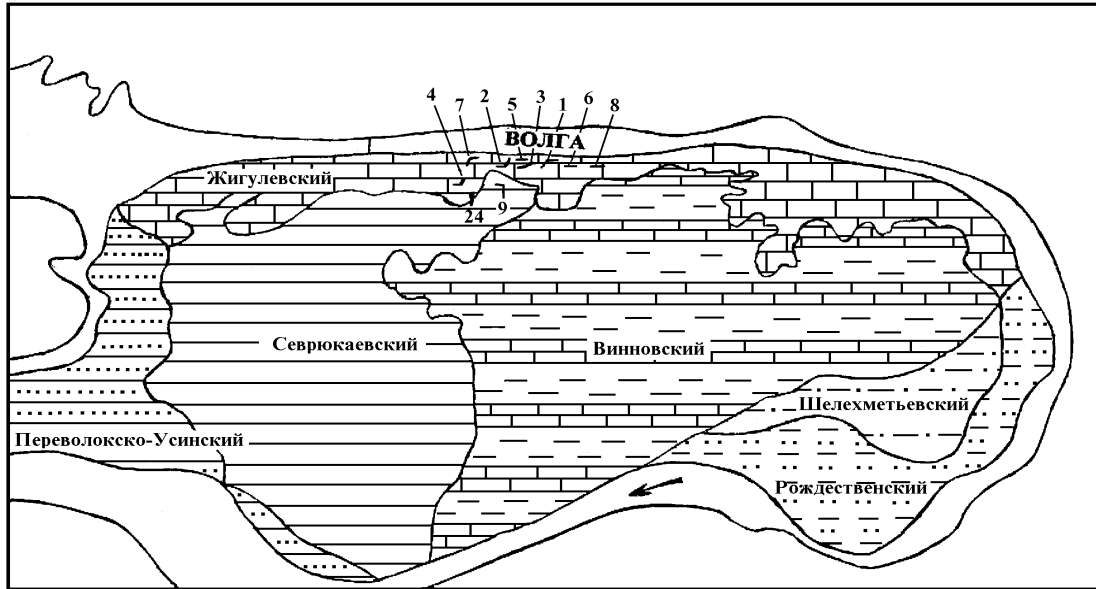 4 7 2 5 3 1 6 8
ВОЛГА
Жигулевский
24 9
Севрюкаевский
Винновский
Шелехметьевский
Переволокско-Усинский
Рождественский